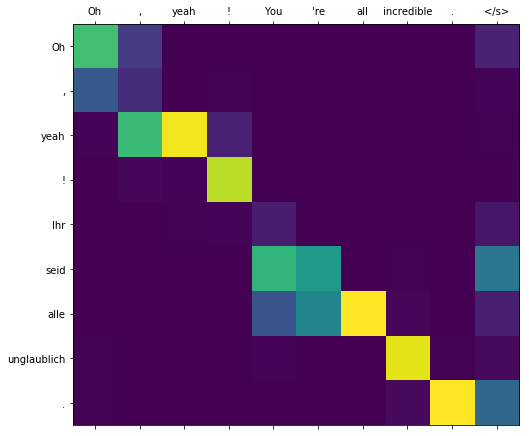 Oh , yeah ! You 're all incredible . </s>
Oh
,
yeah
!
Ihr
seid
alle
unglaublich
.